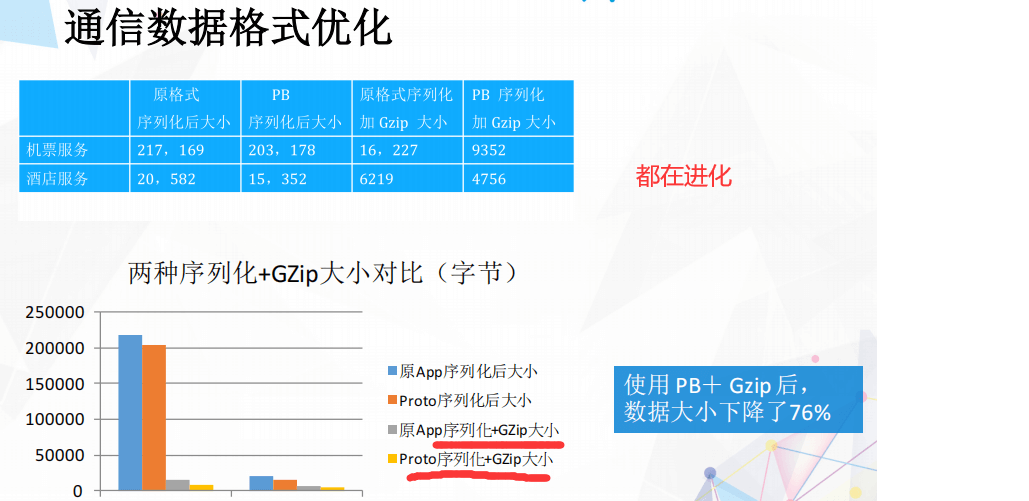 通信数据格式优化
原格式 PB 原格式序列化 PB 序列化
序列化后大小 序列化后大小 加 Gzip 大小 加 Gzip 大小
机票服务 217，169 203，178 16，227 9352
酒店服务 20，582 15，352 6219 4756
都在进化
两种序列化+GZip大小对比（字节）
250000
200000
150000
100000
50000
0
原App序列化后大小
Proto序列化后大小
原App序列化+GZip大小
Proto序列化+GZip大小
使用 PB＋ Gzip 后，
数据大小下降了76%